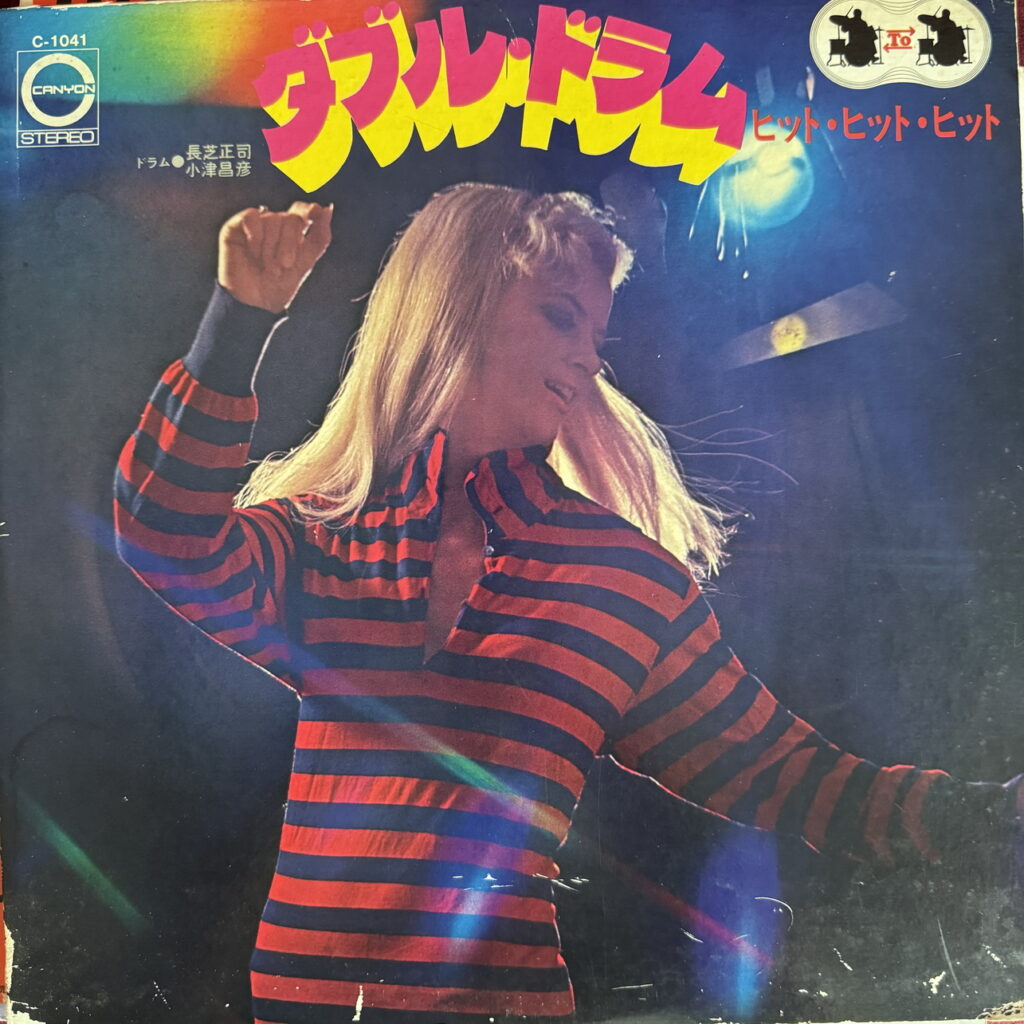 C-1041
CANYON
STEREO
ダブル・ドラム
To
ヒット・ヒット・ヒット
ドラム●長芝正司
小津昌彦